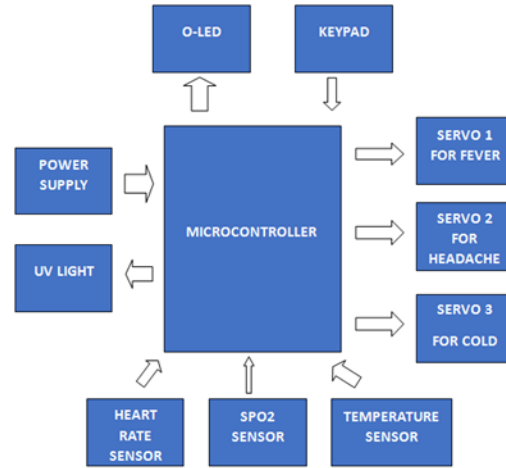 O-LED
KEYPAD
POWER
SUPPLY
MICROCONTROLLER
SERVO 1
FOR FEVER
SERVO 2
FOR
HEADACHE
UV LIGHT
SERVO 3
FOR COLD
HEART
RATE
SENSOR
SPO2
SENSOR
TEMPERATURE
SENSOR